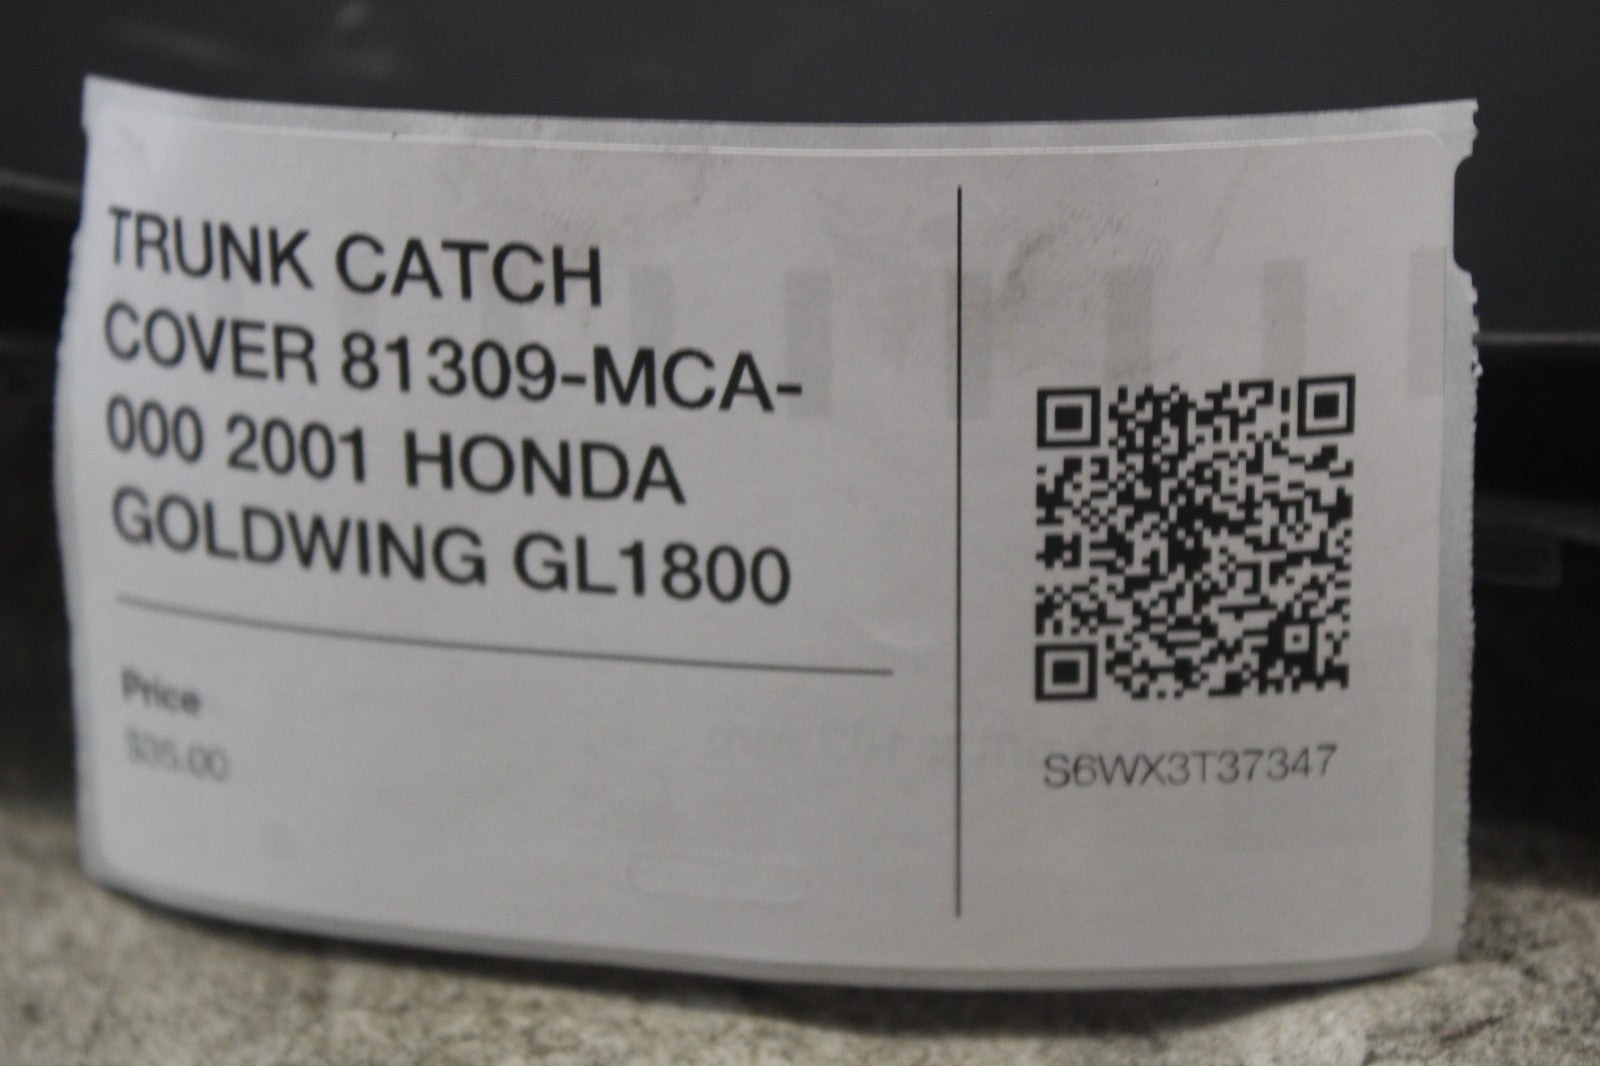 TRUNK CATCH
COVER 81309-MCA-
000 2001 HONDA
GOLDWING GL1800
Price
$35.00
S6WX3T37347